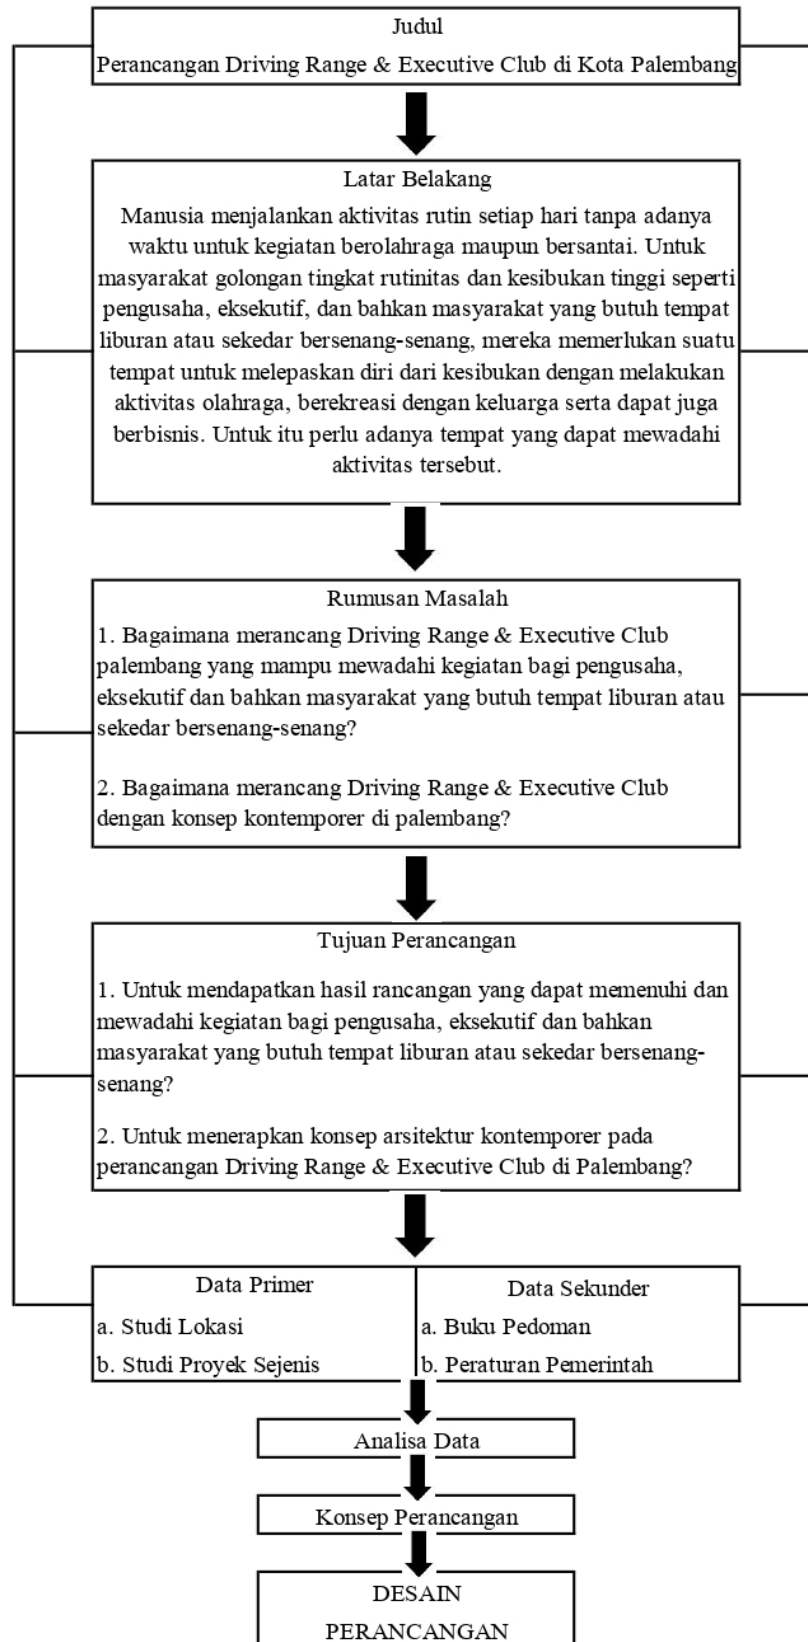 Judul
Perancangan Driving Range & Executive Club di Kota Palembang
Latar Belakang
Manusia menjalankan aktivitas rutin setiap hari tanpa adanya
waktu untuk kegiatan berolahraga maupun bersantai. Untuk
masyarakat golongan tingkat rutinitas dan kesibukan tinggi seperti
pengusaha, eksekutif, dan bahkan masyarakat yang butuh tempat
liburan atau sekedar bersenang-senang, mereka memerlukan suatu
tempat untuk melepaskan diri dari kesibukan dengan melakukan
aktivitas olahraga, berekreasi dengan keluarga serta dapat juga
berbisnis. Untuk itu perlu adanya tempat yang dapat mewadahi
aktivitas tersebut.
Rumusan Masalah
1. Bagaimana merancang Driving Range & Executive Club
palembang yang mampu mewadahi kegiatan bagi pengusaha,
eksekutif dan bahkan masyarakat yang butuh tempat liburan atau
sekedar bersenang-senang?
2. Bagaimana merancang Driving Range & Executive Club
dengan konsep kontemporer di palembang?
Tujuan Perancangan
1. Untuk mendapatkan hasil rancangan yang dapat memenuhi dan
mewadahi kegiatan bagi pengusaha, eksekutif dan bahkan
masyarakat yang butuh tempat liburan atau sekedar bersenang-
senang?
2. Untuk menerapkan konsep arsitektur kontemporer pada
perancangan Driving Range & Executive Club di Palembang?
Data Primer
a. Studi Lokasi
b. Studi Proyek Sejenis
Data Sekunder
a. Buku Pedoman
b. Peraturan Pemerintah
Analisa Data
Konsep Perancangan
DESAIN
PERANCANGAN